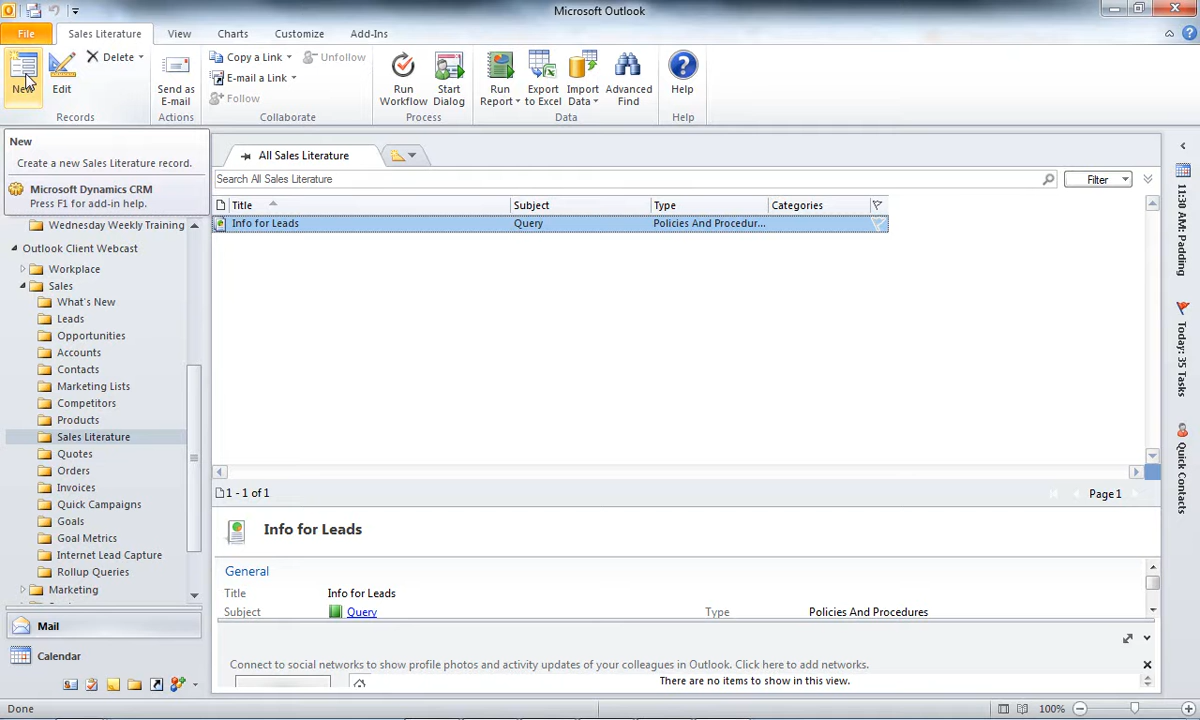 Microsoft Outlook
File
Sales Literature
View
Charts
Customize
Add-Ins
New
Edit
Delete
Records
Send as
E-mail
Actions
Copy a Link
E-mail a Link
Follow
Unfollow
Collaborate
Run
Workflow
Start
Dialog
Process
Run
Report
Export
to Excel
Import
Data
Advanced
Find
Data
Help
Help
New
Create a new Sales Literature record.
Microsoft Dynamics CRM
Press F1 for add-in help.
Wednesday Weekly Training
Outlook Client Webcast
Workplace
Sales
What's New
Leads
Opportunities
Accounts
Contacts
Marketing Lists
Competitors
Products
Sales Literature
Quotes
Orders
Invoices
Quick Campaigns
Goals
Goal Metrics
Internet Lead Capture
Rollup Queries
Marketing
Mail
Calendar
All Sales Literature
Search All Sales Literature
Filter
Title Subject Type Categories
Info for Leads Query Policies And Procedur...
1 - 1 of 1
Page1
Info for Leads
General
Title Info for Leads
Subject Query Type Policies And Procedures
Connect to social networks to show profile photos and activity updates of your colleagues in Outlook. Click here to add networks.
There are no items to show in this view.
11:30 AM: Padding
Today: 35 Tasks
Quick Contacts
Done
100%